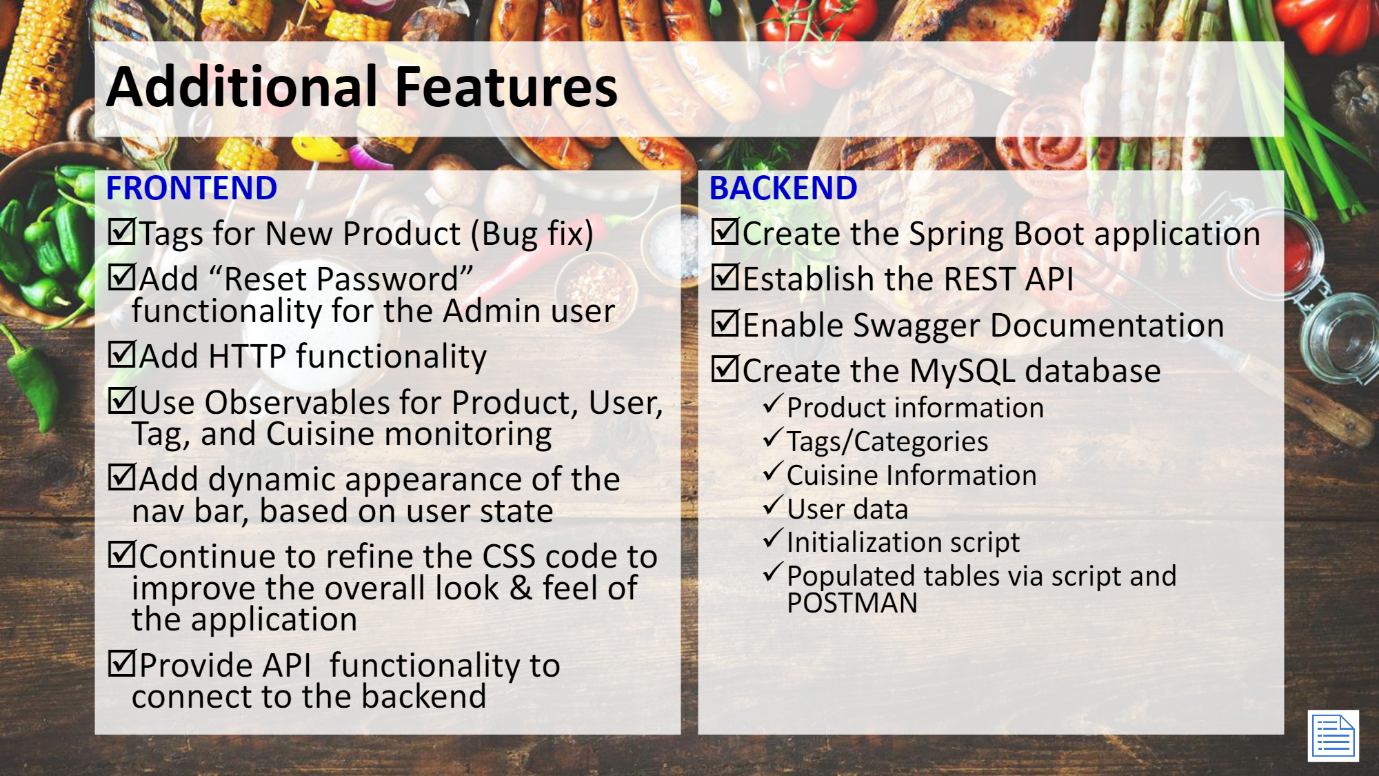 Additional Features
FRONTEND
☑Tags for New Product (Bug fix)
☑Add “Reset Password”
functionality for the Admin user
☑Add HTTP functionality
☑Use Observables for Product, User,
Tag, and Cuisine monitoring
☑Add dynamic appearance of the
nav bar, based on user state
☑Continue to refine the CSS code to
improve the overall look & feel of
the application
☑Provide API  functionality to
connect to the backend
BACKEND
☑Create the Spring Boot application
☑Establish the REST API
☑Enable Swagger Documentation
☑Create the MySQL database
✓Product information
✓Tags/Categories
✓Cuisine Information
✓User data
✓Initialization script
✓Populated tables via script and
POSTMAN